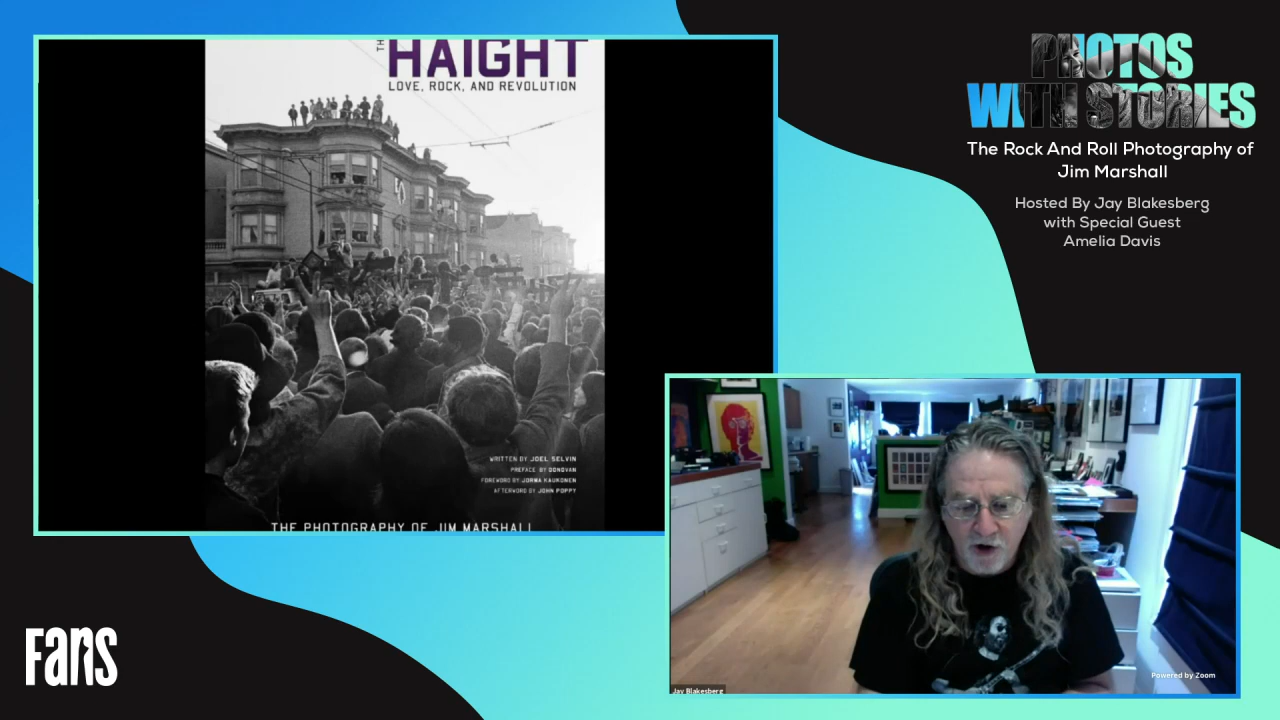 THE
HAIGHT
LOVE, ROCK, AND REVOLUTION
WRITTEN BY JOEL SELVIN
PREFACE BY DONOVAN
FOREWORD BY JORMA KAUKONEN
AFTERWORD BY JOHN POPPY
THE PHOTOGRAPHY OF JIM MARSHALL
PHOTOS
WITH STORIES
The Rock And Roll Photography of
Jim Marshall
Hosted By Jay Blakesberg
with Special Guest
Amelia Davis
Jay Blakesberg
Powered by Zoom
Fans